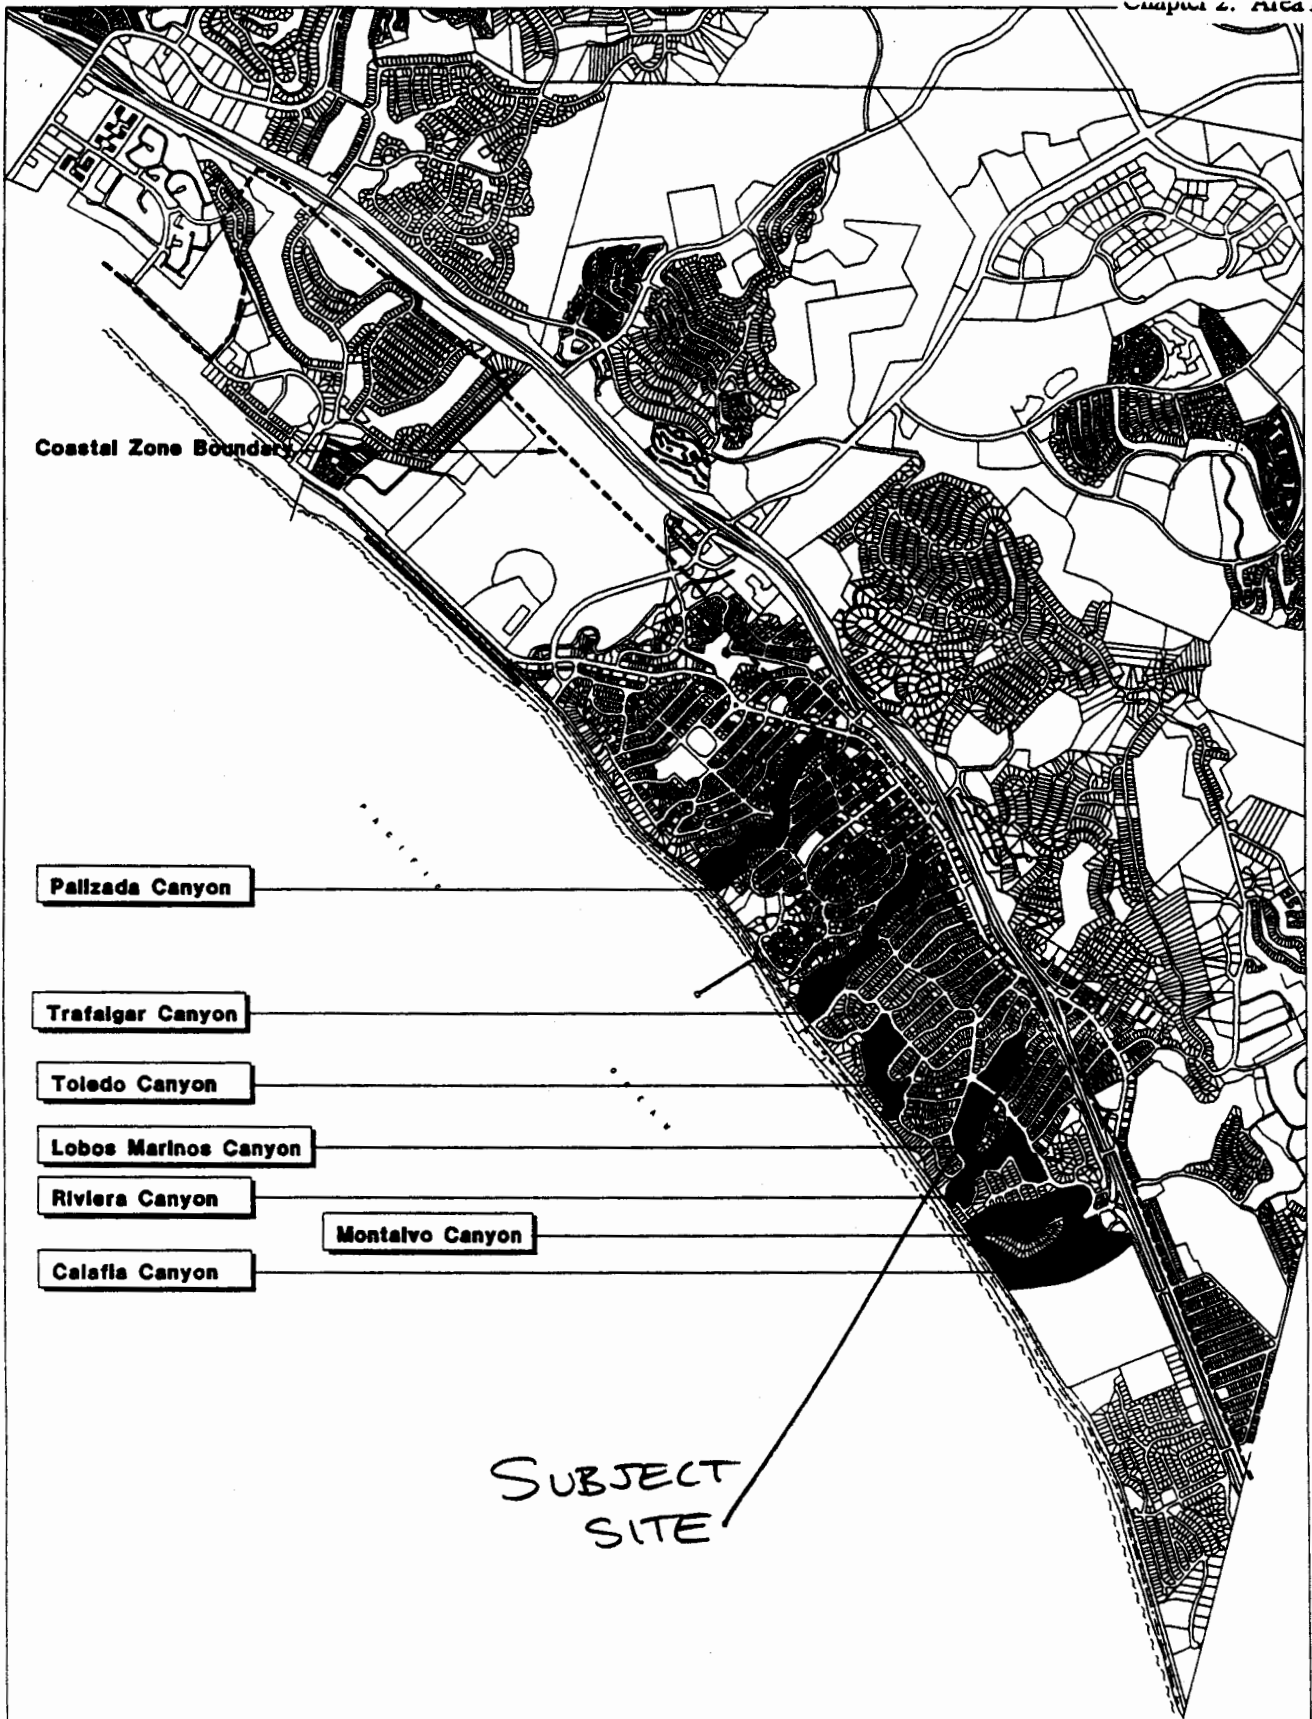 Chapter 2. Area
Coastal Zone Boundary
Palizada Canyon
Trafalgar Canyon
Toledo Canyon
Lobos Marinos Canyon
Riviera Canyon
Montalvo Canyon
Calafia Canyon
SUBJECT
SITE